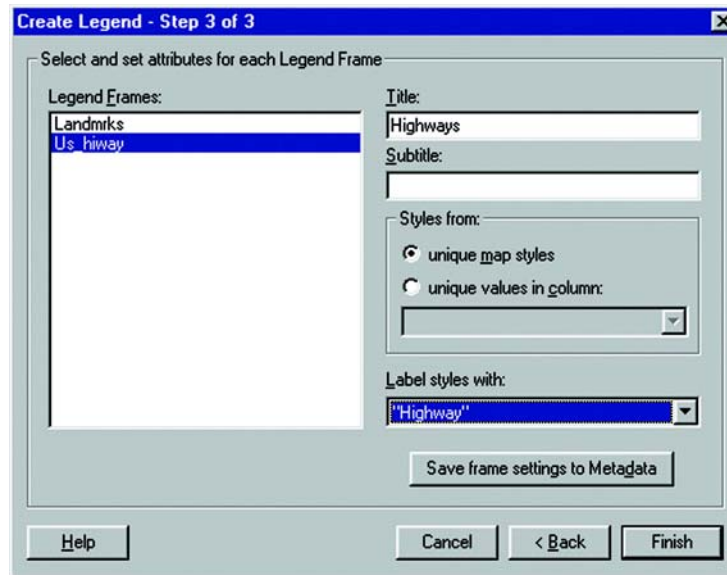 Create Legend - Step 3 of 3
Select and set attributes for each Legend Frame
Legend Frames:
Landmrks
Us_hiway
Title:
Highways
Subtitle:
Styles from:
unique map styles
unique values in column:
Label styles with:
"Highway"
Save frame settings to Metadata
Help
Cancel
< Back
Finish